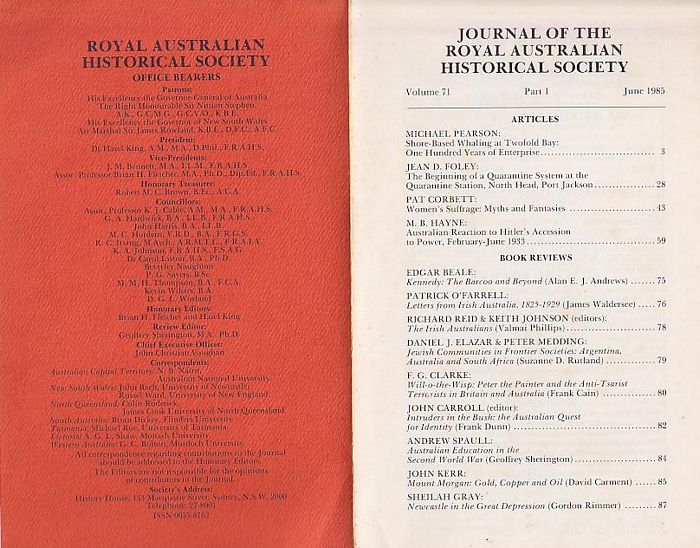 ROYAL AUSTRALIAN
HISTORICAL SOCIETY
OFFICE BEARERS
Patrons:
His Excellency the Governor-General of Australia
The Right Honourable Sir Ninian Stephen,
A.K., G.C.M.G., G.C.V.O., K.B.E.
His Excellency the Governor of New South Wales
Air Marshal Sir James Rowland, K.B.E., D.F.C., A.F.C.
President:
Dr Hazel King, A.M., M.A., D.Phil., F.R.A.H.S.
Vice-Presidents:
J. M. Bennett, M.A., LL.M., F.R.A.H.S.
Assoc. Professor Brian H. Fletcher, M.A., Ph.D., Dip.Ed., F.R.A.H.S.
Honorary Treasurer:
Robert M. C. Brown, B.Ec., A.C.A.
Councillors:
Assoc. Professor K. J. Cable, A.M., M.A., F.R.A.H.S.
G. A. Hardwick, B.A., LL.B., F.R.A.H.S.
John Harris, B.A., LL.B.
M. C. Hordern, V.R.D., B.A., F.R.G.S.
R. C. Irving, M.Arch., A.R.M.I.C., F.R.A.I.A.
K. A. Johnson, F.R.A.H.S., F.S.A.G.
Dr Carol Liston, B.A., Ph.D.
Beverley Naughton
P. G. Sayers, B.Sc.
M. M. H. Thompson, B.A., F.C.A.
Kevin Wilcox, B.A.
D. G. L. Worland
Honorary Editors:
Brian H. Fletcher and Hazel King
Review Editor:
Geoffrey Sherington, M.A., Ph.D.
Chief Executive Officer:
John Christian Vaughan
Correspondents:
Australian Capital Territory: N. B. Nairn,
Australian National University.
New South Wales: John Bach, University of Newcastle;
Russel Ward, University of New England.
North Queensland: Colin Roderick,
James Cook University of North Queensland.
South Australia: Brian Dickey, Flinders University.
Tasmania: Michael Roe, University of Tasmania.
Victoria: A. G. L. Shaw, Monash University.
Western Australia: G. C. Bolton, Murdoch University.
All correspondence regarding contributions to the Journal
should be addressed to the Honorary Editors.
The Editors are not responsible for the opinions
of contributors to the Journal.
Society's Address:
History House, 133 Macquarie Street, Sydney, N.S.W. 2000
Telephone: 27-8001
ISSN 0035-8762
JOURNAL OF THE
ROYAL AUSTRALIAN
HISTORICAL SOCIETY
Volume 71 Part 1 June 1985
ARTICLES
MICHAEL PEARSON:
Shore-Based Whaling at Twofold Bay:
One Hundred Years of Enterprise 3
JEAN D. FOLEY:
The Beginning of a Quarantine System at the
Quarantine Station, North Head, Port Jackson 28
PAT CORBETT:
Women's Suffrage: Myths and Fantasies 43
M. B. HAYNE:
Australian Reaction to Hitler's Accession
to Power, February-June 1933 59
BOOK REVIEWS
EDGAR BEALE:
Kennedy: The Barcoo and Beyond (Alan E. J. Andrews) 75
PATRICK O'FARRELL:
Letters from Irish Australia, 1825-1929 (James Waldersee) 76
RICHARD REID & KEITH JOHNSON (editors):
The Irish Australians (Valmai Phillips) 78
DANIEL J. ELAZAR & PETER MEDDING:
Jewish Communities in Frontier Societies: Argentina,
Australia and South Africa (Suzanne D. Rutland) 79
F. G. CLARKE:
Will-o-the-Wisp: Peter the Painter and the Anti-Tsarist
Terrorists in Britain and Australia (Frank Cain) 80
JOHN CARROLL (editor):
Intruders in the Bush: the Australian Quest
for Identity (Frank Dunn) 82
ANDREW SPAULL:
Australian Education in the
Second World War (Geoffrey Sherington) 84
JOHN KERR:
Mount Morgan: Gold, Copper and Oil (David Carment) 85
SHEILAH GRAY:
Newcastle in the Great Depression (Gordon Rimmer) 87